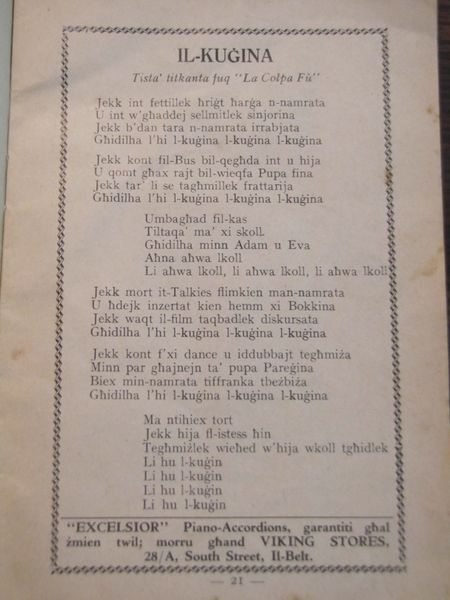 IL-KUĠINA
Tista' titkanta fuq "La Colpa Fù"
Jekk int fettillek ħriġt ħarġa n-namrata
U int w'għaddej sellmitlek sinjorina
Jekk b'dan tara n-namrata irrabjata
Għidilha l'hi l-kuġina l-kuġina l-kuġina
Jekk kont fil-Bus bil-qegħda int u hija
U qomt għax rajt bil-wieqfa Pupa fina
Jekk tar' li se tagħmillek frattarija
Għidilha l'hi l-kuġina l-kuġina l-kuġina
Umbagħad fil-kas
Tiltaqa' ma' xi skoll
Għidilha minn Adam u Eva
Aħna aħwa lkoll
Li aħwa lkoll, li aħwa lkoll, li aħwa lkoll
Jekk mort it-Talkies flimkien man-namrata
U ħdejk inzertat kien hemm xi Bokkina
Jekk waqt il-film taqbadlek diskursata
Għidilha l'hi l-kuġina l-kuġina l-kuġina
Jekk kont f'xi dance u iddubbajt tegħmiża
Minn par għajnejn ta' pupa Pareġina
Biex min-namrata tiffranka tbeżbiża
Għidilha l'hi l-kuġina l-kuġina l-kuġina
Ma ntihiex tort
Jekk hija fl-istess ħin
Tegħmiżlek wieħed w'hija wkoll tgħidlek
Li hu l-kuġin
Li hu l-kuġin
Li hu l-kuġin
Li hu l-kuġin
"EXCELSIOR" Piano-Accordions, garantiti għal
żmien twil; morru għand VIKING STORES,
28/A, South Street, Il-Belt.
— 21 —